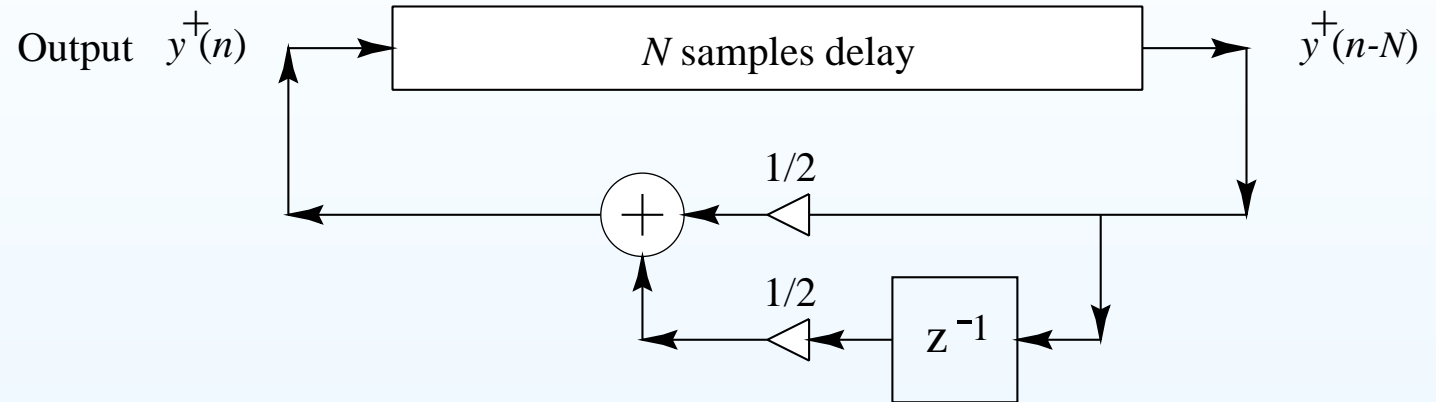 Output y⁺(n)
N samples delay
y⁺(n-N)
1/2
+
1/2
z⁻¹